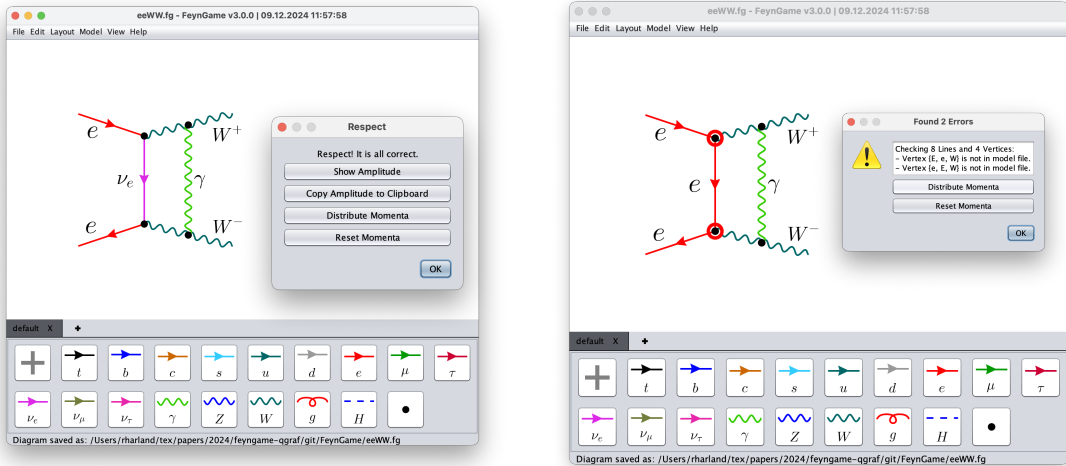 eeWW.fg - FeynGame v3.0.0 | 09.12.2024 11:57:58
File Edit Layout Model View Help
e
W⁺
νₑ
γ
e
W⁻
Respect
Respect! It is all correct.
Show Amplitude
Copy Amplitude to Clipboard
Distribute Momenta
Reset Momenta
OK
default X +
t b c s u d e μ τ
νₑ ν_μ ν_τ γ Z W g H
Diagram saved as: /Users/rharland/tex/papers/2024/feyngame-qgraf/git/FeynGame/eeWW.fg
eeWW.fg - FeynGame v3.0.0 | 09.12.2024 11:57:58
File Edit Layout Model View Help
e
W⁺
e
γ
e
W⁻
Found 2 Errors
Checking 8 Lines and 4 Vertices:
- Vertex {E, e, W} is not in model file.
- Vertex {e, E, W} is not in model file.
Distribute Momenta
Reset Momenta
OK
default X +
t b c s u d e μ τ
νₑ ν_μ ν_τ γ Z W g H
Diagram saved as: /Users/rharland/tex/papers/2024/feyngame-qgraf/git/FeynGame/eeWW.fg